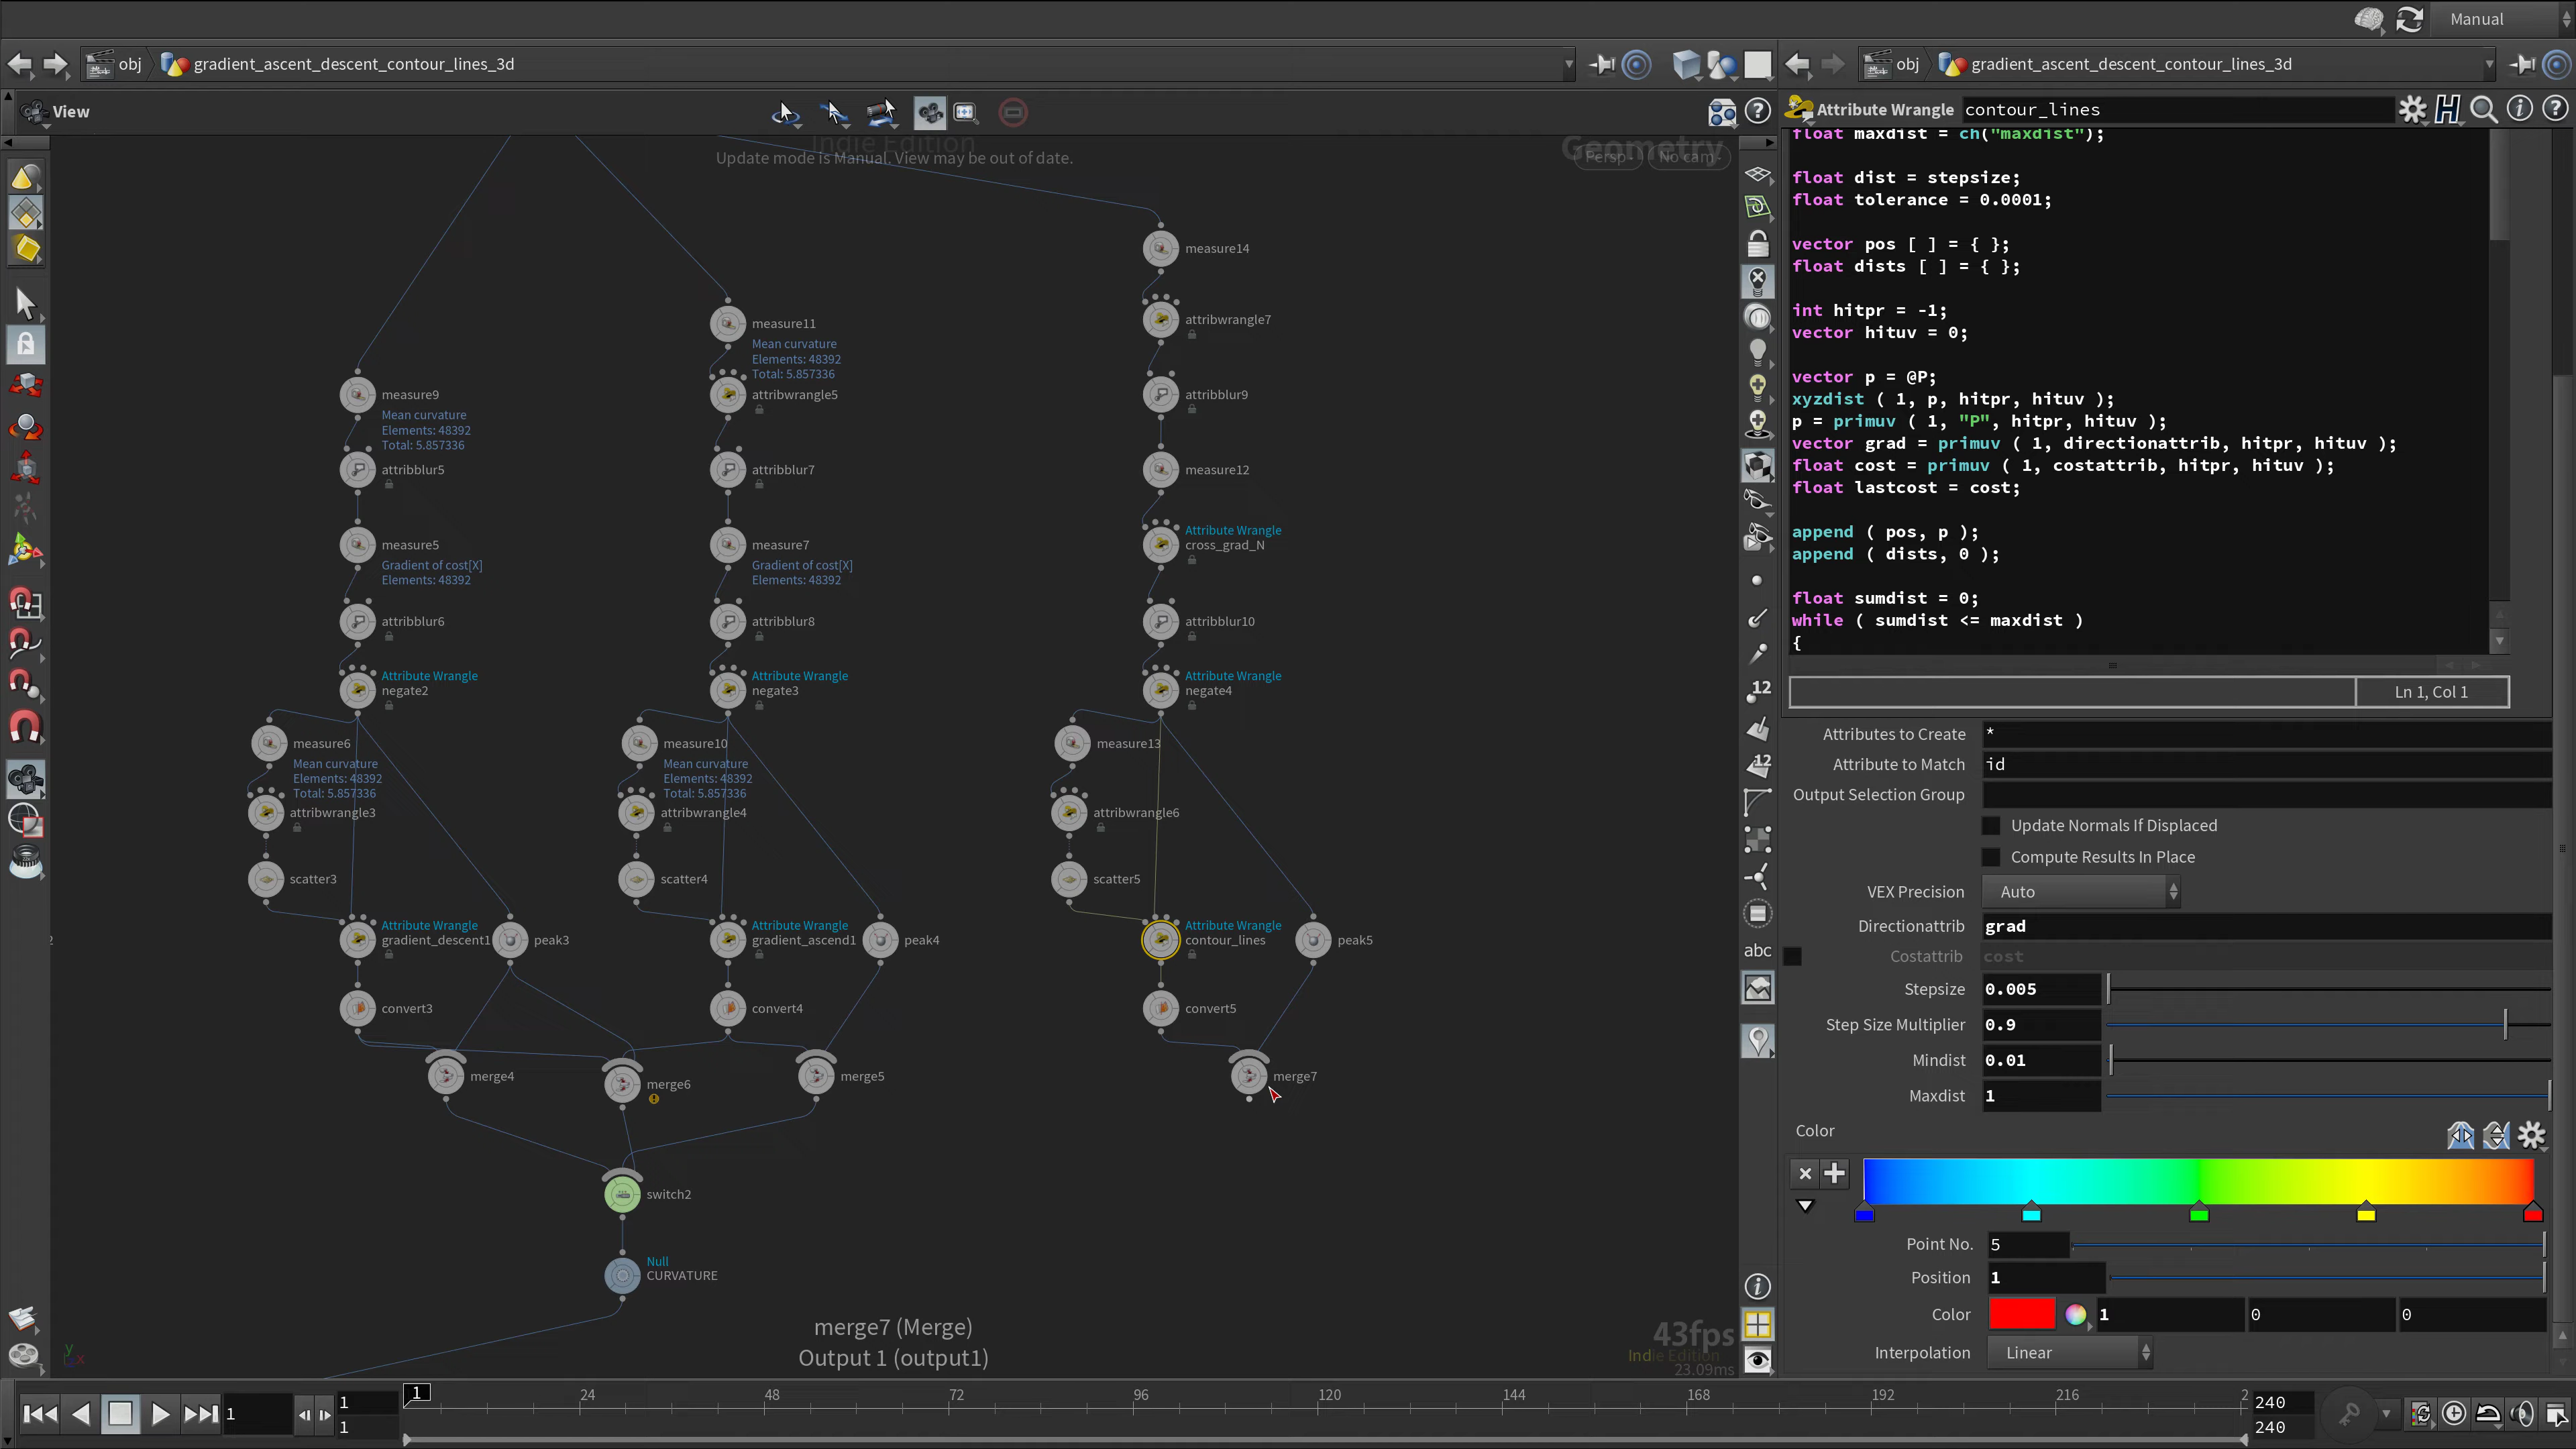 Manual
obj
gradient_ascent_descent_contour_lines_3d
obj
gradient_ascent_descent_contour_lines_3d
View
Attribute Wrangle
contour_lines
Indie Edition
Update mode is Manual. View may be out of date.
Geometry
Persp
No cam
float maxdist = ch("maxdist");
float dist = stepsize;
float tolerance = 0.0001;
vector pos [ ] = { };
float dists [ ] = { };
int hitpr = -1;
vector hituv = 0;
vector p = @P;
xyzdist ( 1, p, hitpr, hituv );
p = primuv ( 1, "P", hitpr, hituv );
vector grad = primuv ( 1, directionattrib, hitpr, hituv );
float cost = primuv ( 1, costattrib, hitpr, hituv );
float lastcost = cost;
append ( pos, p );
append ( dists, 0 );
float sumdist = 0;
while ( sumdist <= maxdist )
{
Ln 1, Col 1
Attributes to Create
*
Attribute to Match
id
Output Selection Group
Update Normals If Displaced
Compute Results In Place
VEX Precision
Auto
Directionattrib
grad
Costattrib
cost
Stepsize
0.005
Step Size Multiplier
0.9
Mindist
0.01
Maxdist
1
Color
Point No.
5
Position
1
Color
1
0
0
Interpolation
Linear
measure14
attribwrangle7
attribblur9
measure12
Attribute Wrangle
cross_grad_N
attribblur10
Attribute Wrangle
negate4
measure13
attribwrangle6
scatter5
Attribute Wrangle
contour_lines
peak5
convert5
merge7
measure11
Mean curvature
Elements: 48392
Total: 5.857336
attribwrangle5
attribblur7
measure7
Gradient of cost[X]
Elements: 48392
attribblur8
Attribute Wrangle
negate3
measure10
Mean curvature
Elements: 48392
Total: 5.857336
attribwrangle4
scatter4
Attribute Wrangle
gradient_ascend1
peak4
convert4
merge5
measure9
Mean curvature
Elements: 48392
Total: 5.857336
attribblur5
measure5
Gradient of cost[X]
Elements: 48392
attribblur6
Attribute Wrangle
negate2
measure6
Mean curvature
Elements: 48392
Total: 5.857336
attribwrangle3
scatter3
2
Attribute Wrangle
gradient_descent1
peak3
convert3
merge4
merge6
switch2
Null
CURVATURE
merge7 (Merge)
Output 1 (output1)
43fps
Indie Edition
23.09ms
12
12
abc
y
x
1
1
1
1
24
48
72
96
120
144
168
192
216
2
240
240